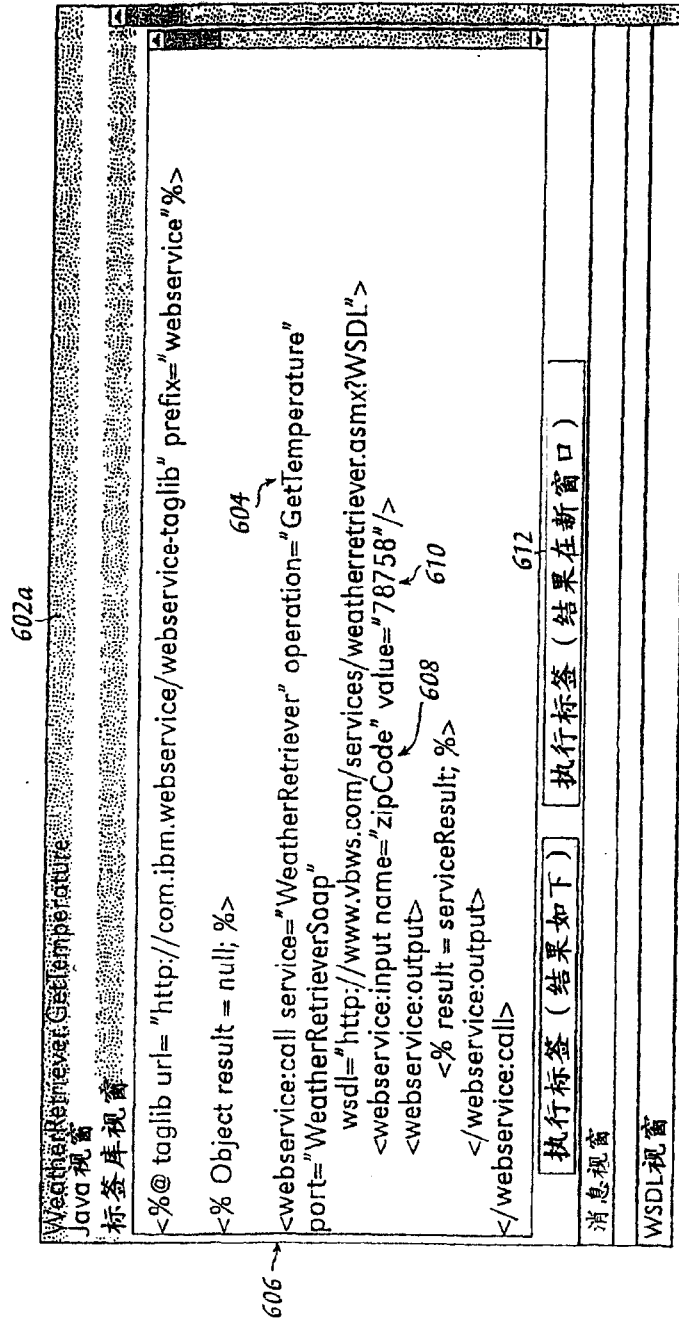 602a
WeatherRetriever.GetTemperature
Java视窗
标签库视窗
<%@ taglib url="http://com.ibm.webservice/webservice-taglib" prefix="webservice"%>
<% Object result = null; %>
604
<webservice:call service="WeatherRetriever" operation="GetTemperature"
port="WeatherRetrieverSoap"
wsdl="http://www.vbws.com/services/weatherretriever.asmx?WSDL">
<webservice:input name="zipCode" value="78758"/>
610
608
<webservice:output>
<% result = serviceResult; %>
</webservice:output>
</webservice:call>
606
612
执行标签（结果如下） 执行标签（结果在新窗口）
消息视窗
WSDL视窗